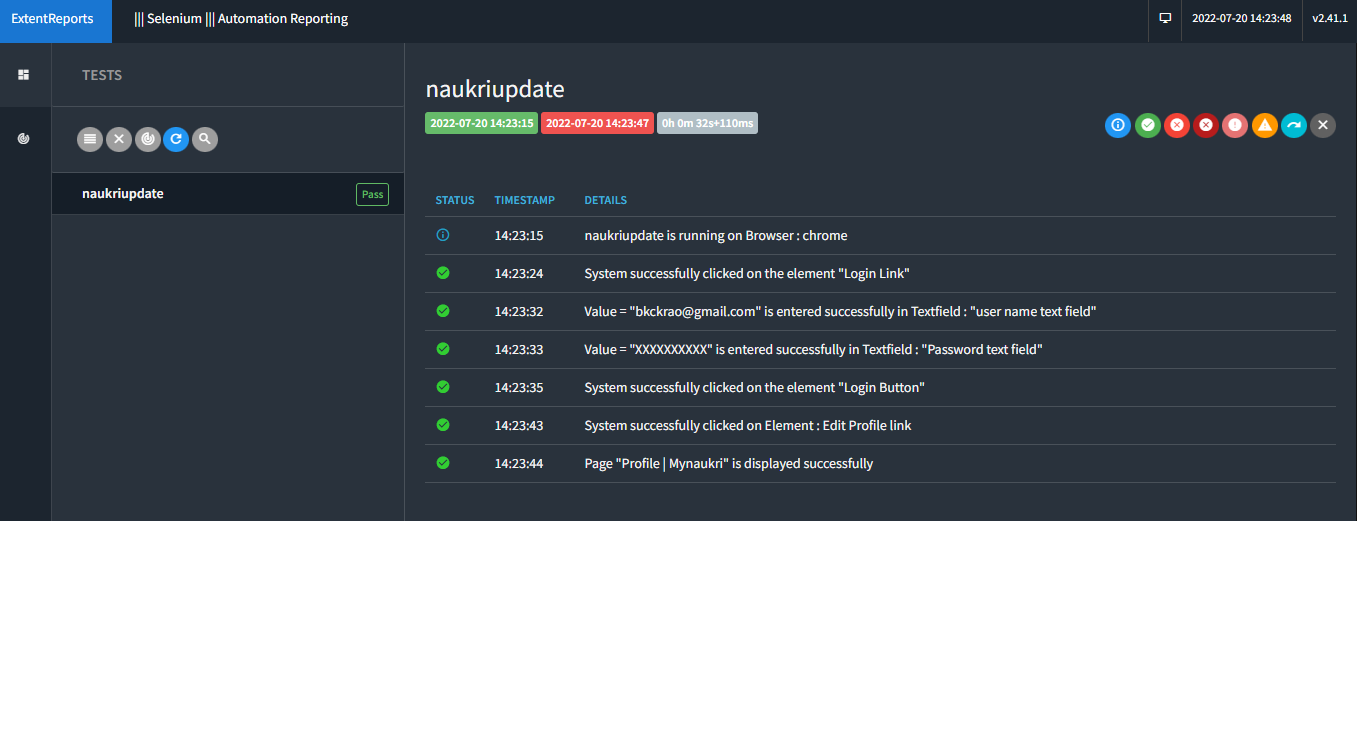 ExtentReports ||| Selenium ||| Automation Reporting 2022-07-20 14:23:48 v2.41.1
TESTS
naukriupdate Pass
naukriupdate
2022-07-20 14:23:15 2022-07-20 14:23:47 0h 0m 32s+110ms
STATUS TIMESTAMP DETAILS
14:23:15 naukriupdate is running on Browser : chrome
14:23:24 System successfully clicked on the element "Login Link"
14:23:32 Value = "bkckrao@gmail.com" is entered successfully in Textfield : "user name text field"
14:23:33 Value = "XXXXXXXXXX" is entered successfully in Textfield : "Password text field"
14:23:35 System successfully clicked on the element "Login Button"
14:23:43 System successfully clicked on Element : Edit Profile link
14:23:44 Page "Profile | Mynaukri" is displayed successfully